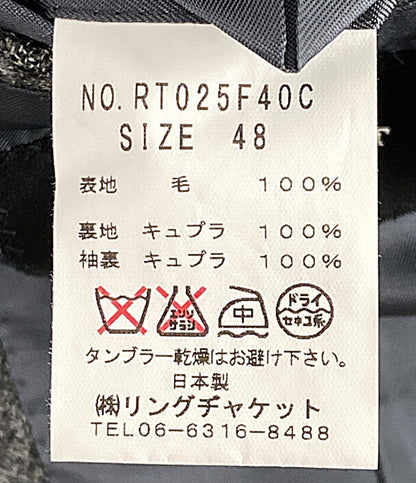 NO.RT025F40C
SIZE 48
表地 毛 100%
裏地 キュプラ 100%
袖裏 キュプラ 100%
エンソサラシ 中 ドライセキユ系
タンブラー乾燥はお避け下さい。
日本製
㈱リングヂャケット
TEL06-6316-8488